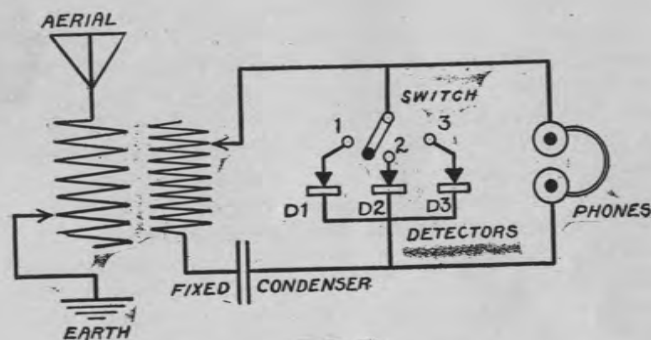 AERIAL
SWITCH
1
2
3
D1
D2
D3
DETECTORS
PHONES
FIXED CONDENSER
EARTH